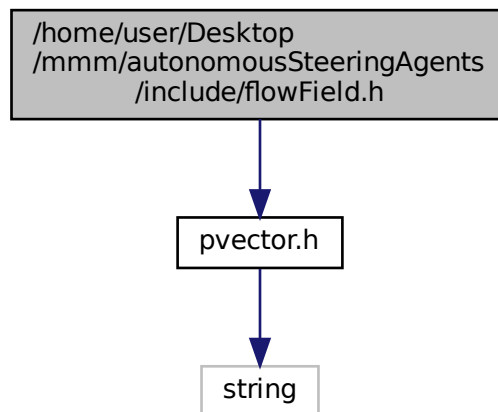 /home/user/Desktop
/mmm/autonomousSteeringAgents
/include/flowField.h
pvector.h
string